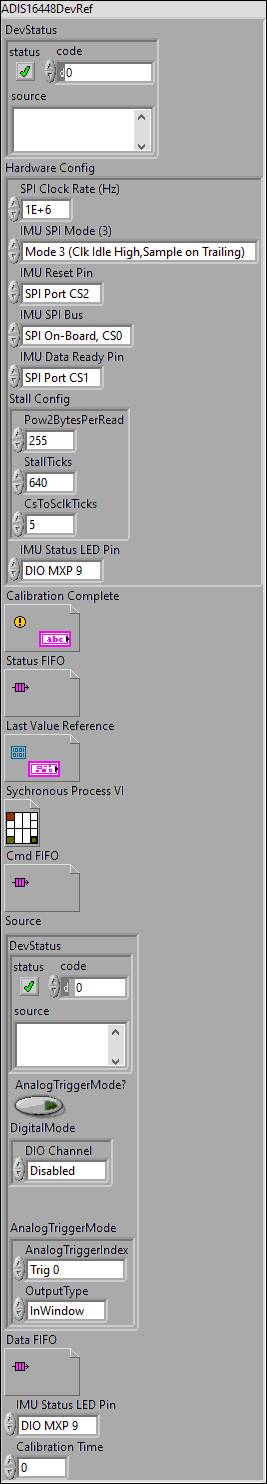 ADIS16448DevRef
DevStatus
status code
d 0
source
Hardware Config
SPI Clock Rate (Hz)
1E+6
IMU SPI Mode (3)
Mode 3 (Clk Idle High,Sample on Trailing)
IMU Reset Pin
SPI Port CS2
IMU SPI Bus
SPI On-Board, CS0
IMU Data Ready Pin
SPI Port CS1
Stall Config
Pow2BytesPerRead
255
StallTicks
640
CsToSclkTicks
5
IMU Status LED Pin
DIO MXP 9
Calibration Complete
abc
Status FIFO
Last Value Reference
Sychronous Process VI
Cmd FIFO
Source
DevStatus
status code
d 0
source
AnalogTriggerMode?
DigitalMode
DIO Channel
Disabled
AnalogTriggerMode
AnalogTriggerIndex
Trig 0
OutputType
InWindow
Data FIFO
IMU Status LED Pin
DIO MXP 9
Calibration Time
0